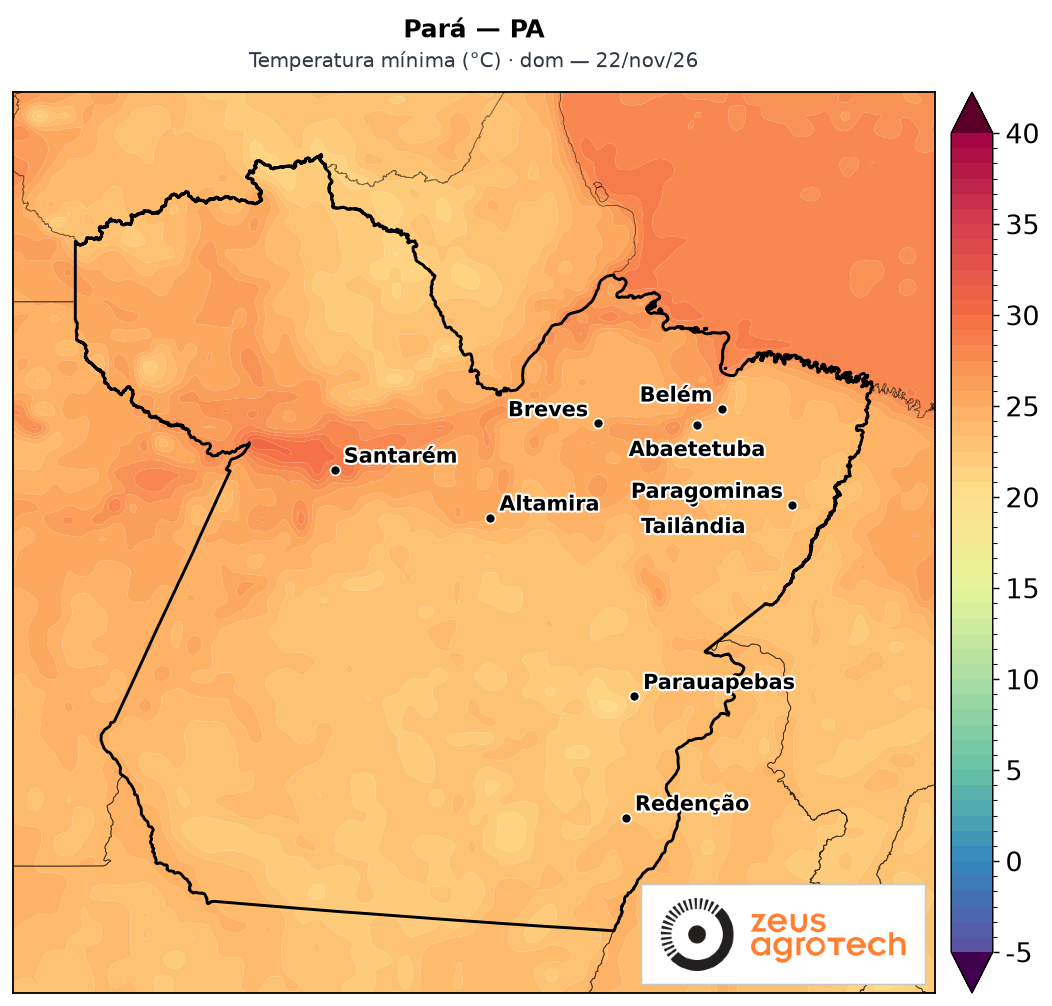 Pará — PA
Temperatura mínima (°C) · dom — 22/nov/26
40
35
30
25
20
15
10
5
0
-5
Belém
Breves
Abaetetuba
Santarém
Paragominas
Altamira
Tailândia
Parauapebas
Redenção
zeus
agrotech